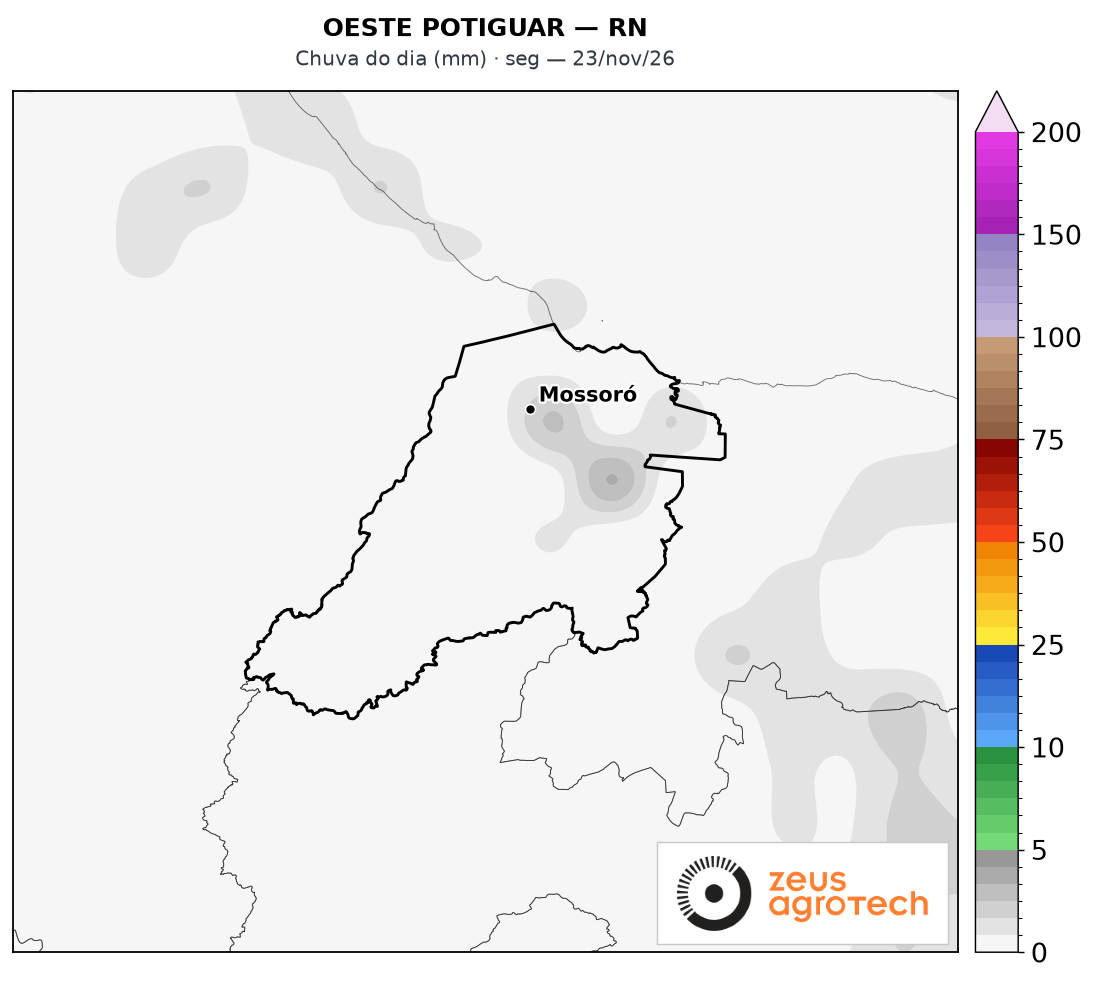 OESTE POTIGUAR — RN
Chuva do dia (mm) · seg — 23/nov/26
Mossoró
200
150
100
75
50
25
10
5
0
zeus
agrotech